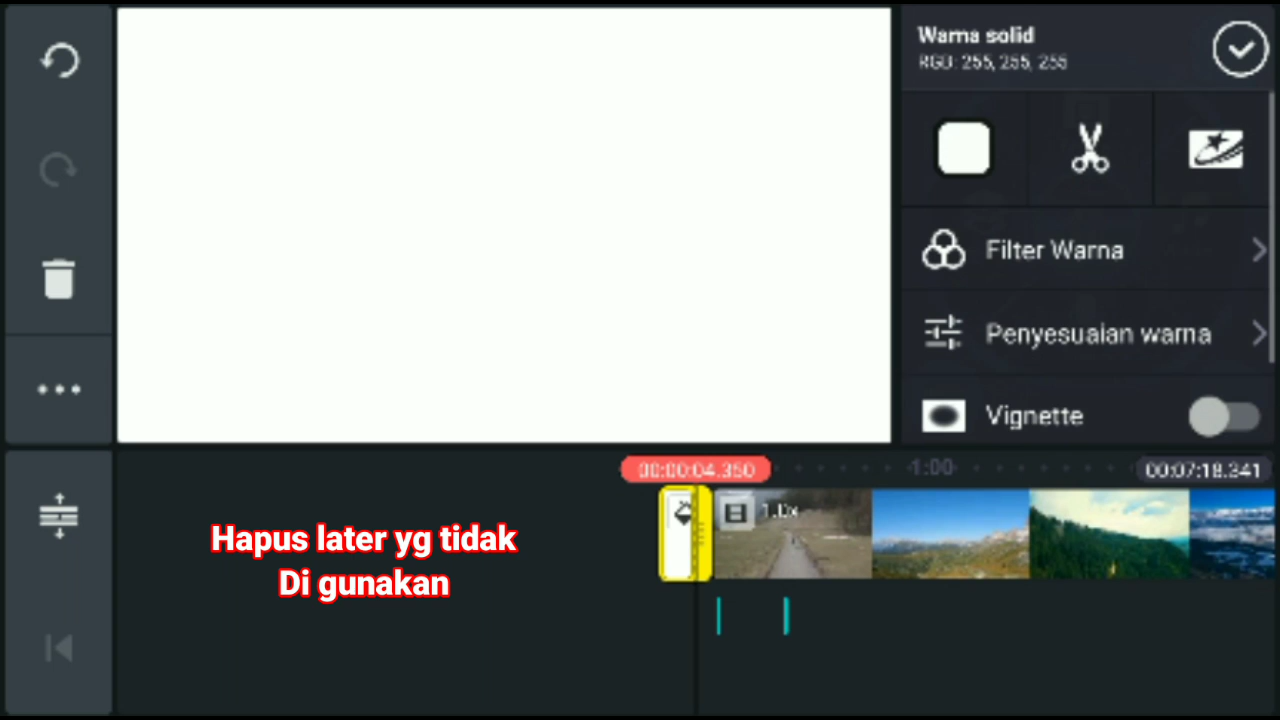 Warna solid
RGB: 255, 255, 255
Filter Warna
Penyesuaian warna
Vignette
00:00:04.350
1:00
00:07:18.341
1.0x
Hapus later yg tidak
Di gunakan